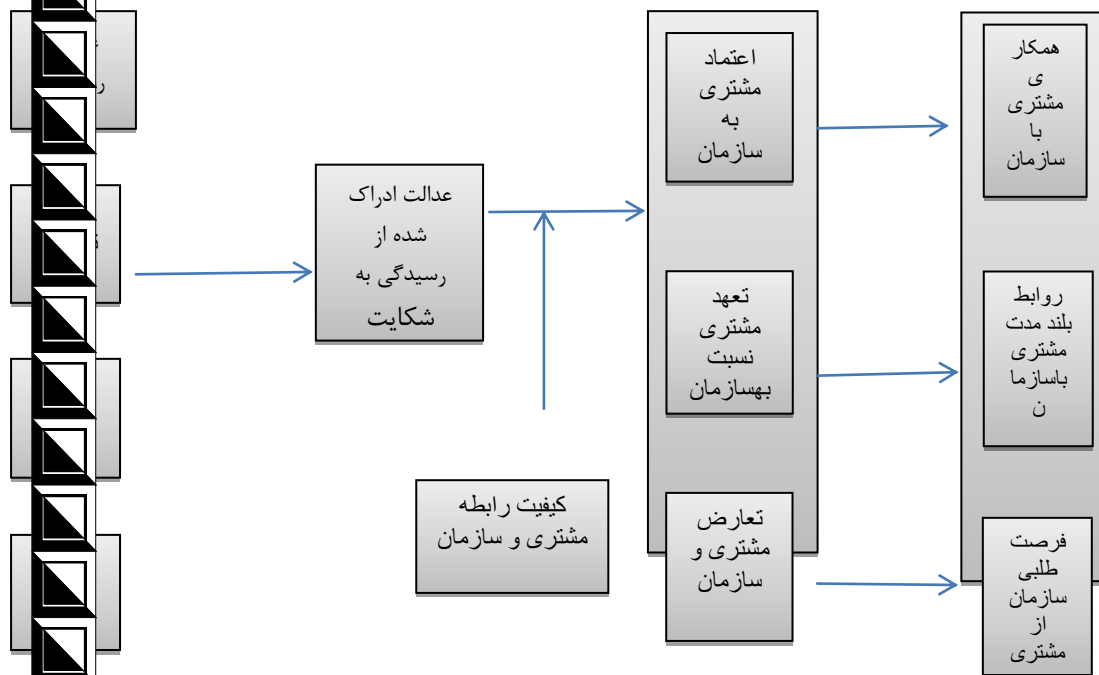 اعتماد
مشتری
به
سازمان
همکار
ی
مشتری
با
سازمان
عدالت ادراک
شده از
رسیدگی به
شکایت
تعهد
مشتری
نسبت
بهسازمان
روابط
بلند مدت
مشتری
باسازما
ن
کیفیت رابطه
مشتری و سازمان
تعارض
مشتری و
سازمان
فرصت
طلبی
سازمان
از
مشتری